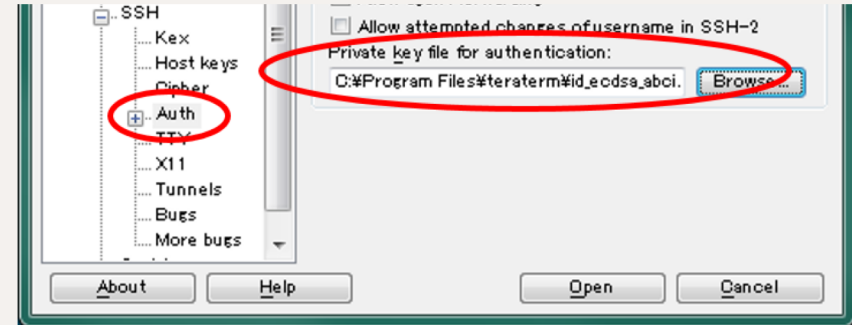 SSH
Kex
Host keys
Cipher
Auth
TTY
X11
Tunnels
Bugs
More bugs
Allow attempted changes of username in SSH-2
Private key file for authentication:
C:¥Program Files¥teraterm¥id_ecdsa_abci.
Browse...
About
Help
Open
Cancel